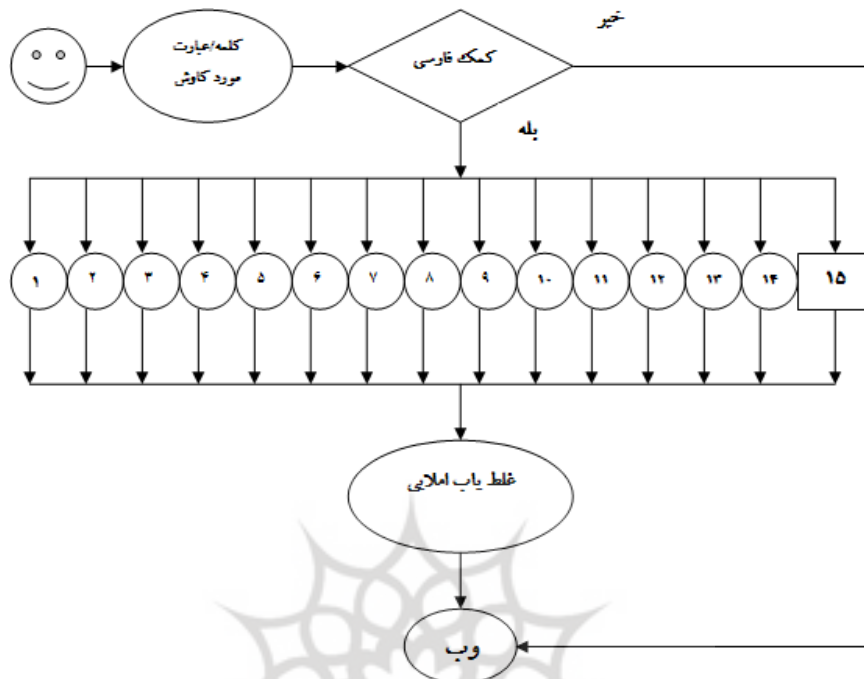 خیر
کلمه/عبارت
مورد کاوش
کمک فارسی
بله
۱
۲
۳
۴
۵
۶
۷
۸
۹
۱۰
۱۱
۱۲
۱۳
۱۴
۱۵
غلط یاب املایی
وب